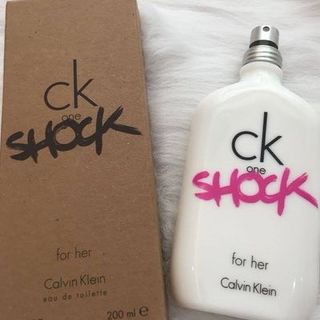 ck
one
SHOCK
for her
Calvin Klein
eau de toilette
200 ml e
ck
one
SHOCK
for her
Calvin Klein